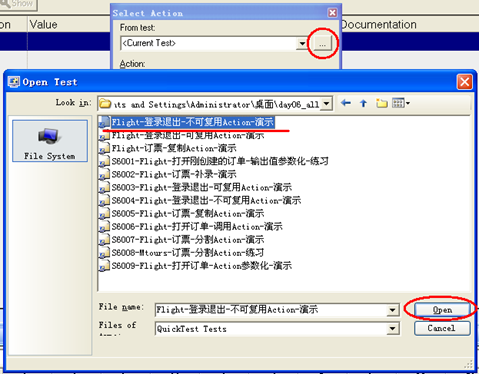 Show
on
Value
Documentation
Select Action
From test:
<Current Test>
...
Action:
Open Test
Look in:
\ts and Settings\Administrator\桌面\day06_all
File System
Flight-登录退出-不可复用Action-演示
Flight-登录退出-可复用Action-演示
Flight-订票-复制Action-演示
S6001-Flight-打开刚创建的订单-输出值参数化-练习
S6002-Flight-订票-补录-演示
S6003-Flight-登录退出-可复用Action-演示
S6004-Flight-登录退出-不可复用Action-演示
S6005-Flight-订票-复制Action-演示
S6006-Flight-打开订单-调用Action-演示
S6007-Flight-订票-分割Action-演示
S6008-Mtours-订票-分割Action-练习
S6009-Flight-打开订单-Action参数化-演示
File name:
Flight-登录退出-不可复用Action-演示
Open
Files of
QuickTest Tests
Cancel